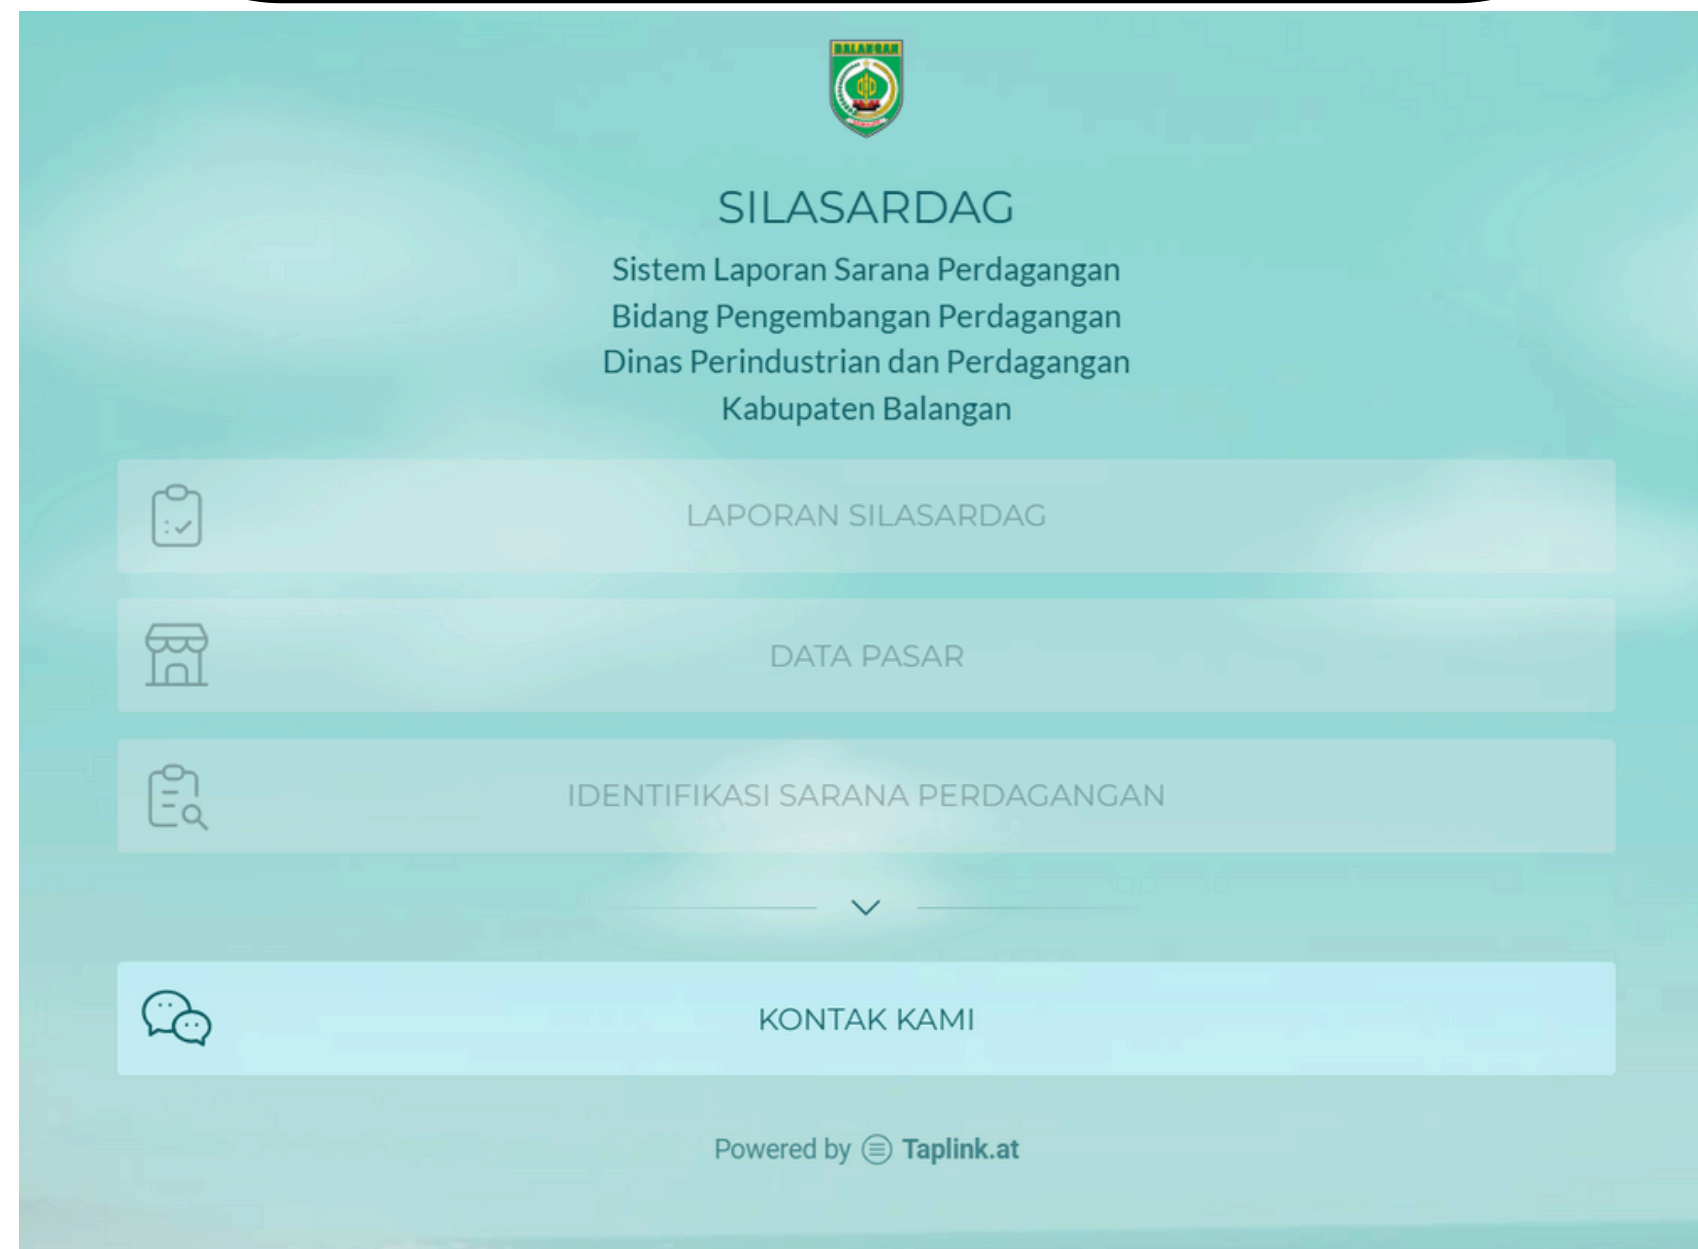 BALANGAN
SILASARDAG
Sistem Laporan Sarana Perdagangan
Bidang Pengembangan Perdagangan
Dinas Perindustrian dan Perdagangan
Kabupaten Balangan
LAPORAN SILASARDAG
DATA PASAR
IDENTIFIKASI SARANA PERDAGANGAN
KONTAK KAMI
Powered by Taplink.at